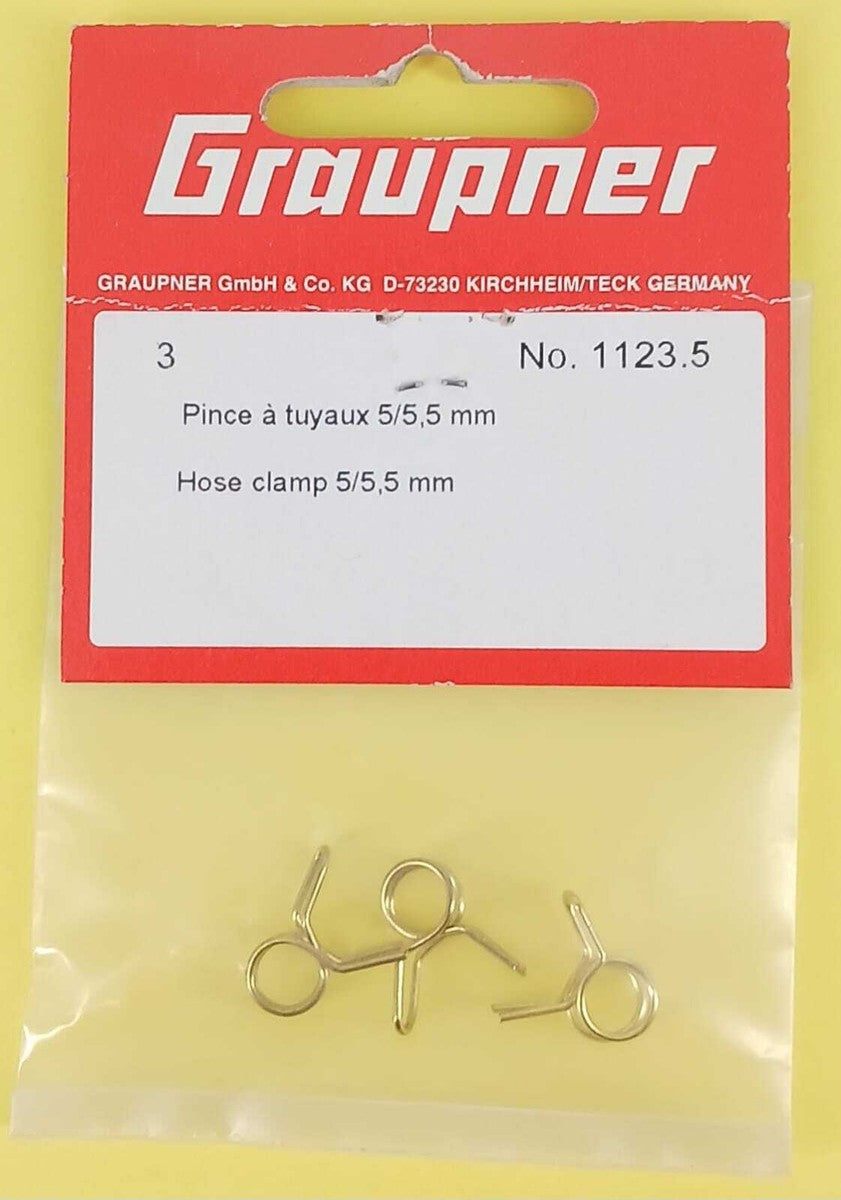 Graupner
GRAUPNER GmbH & Co. KG D-73230 KIRCHHEIM/TECK GERMANY
3 No. 1123.5
Pince à tuyaux 5/5,5 mm
Hose clamp 5/5,5 mm